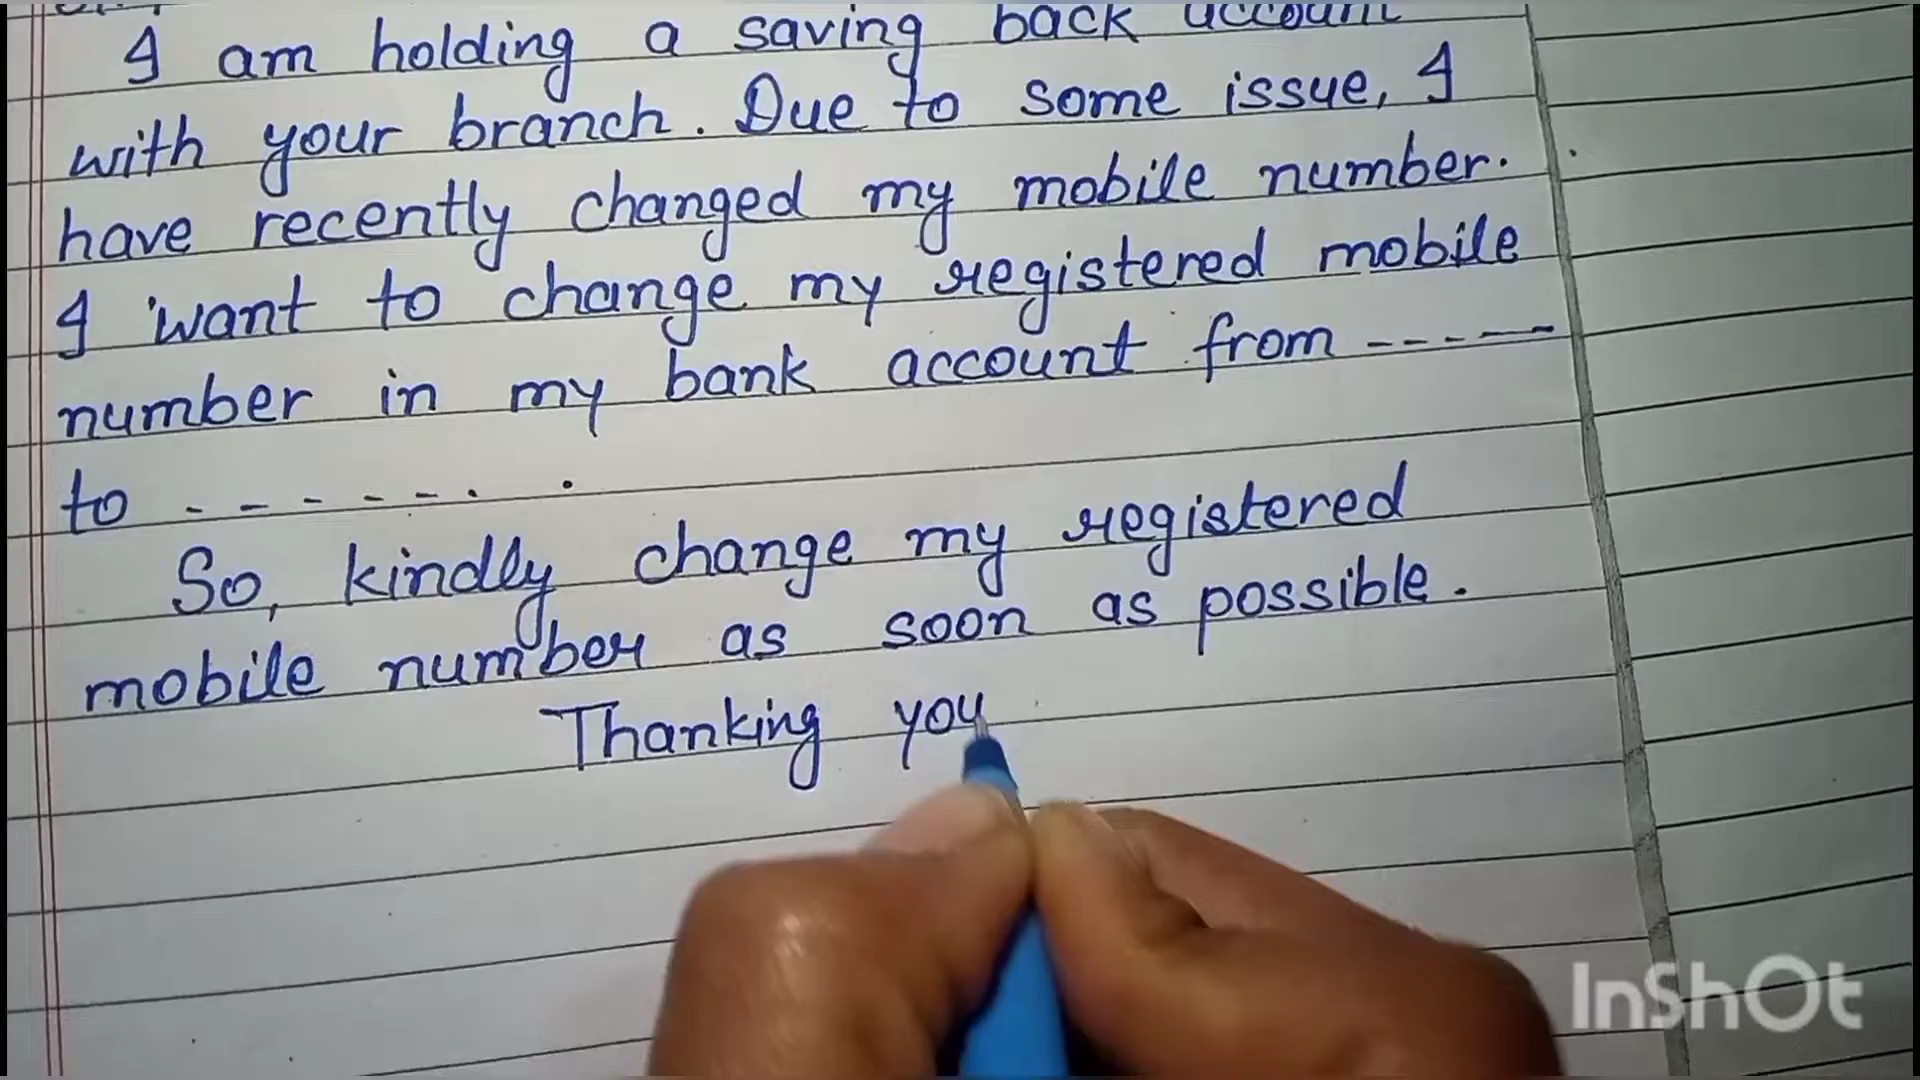 I am holding a saving back account
with your branch. Due to some issue, I
have recently changed my mobile number.
I want to change my registered mobile
number in my bank account from ------
to ------. .
So, kindly change my registered
mobile number as soon as possible.
Thanking you
InShOt